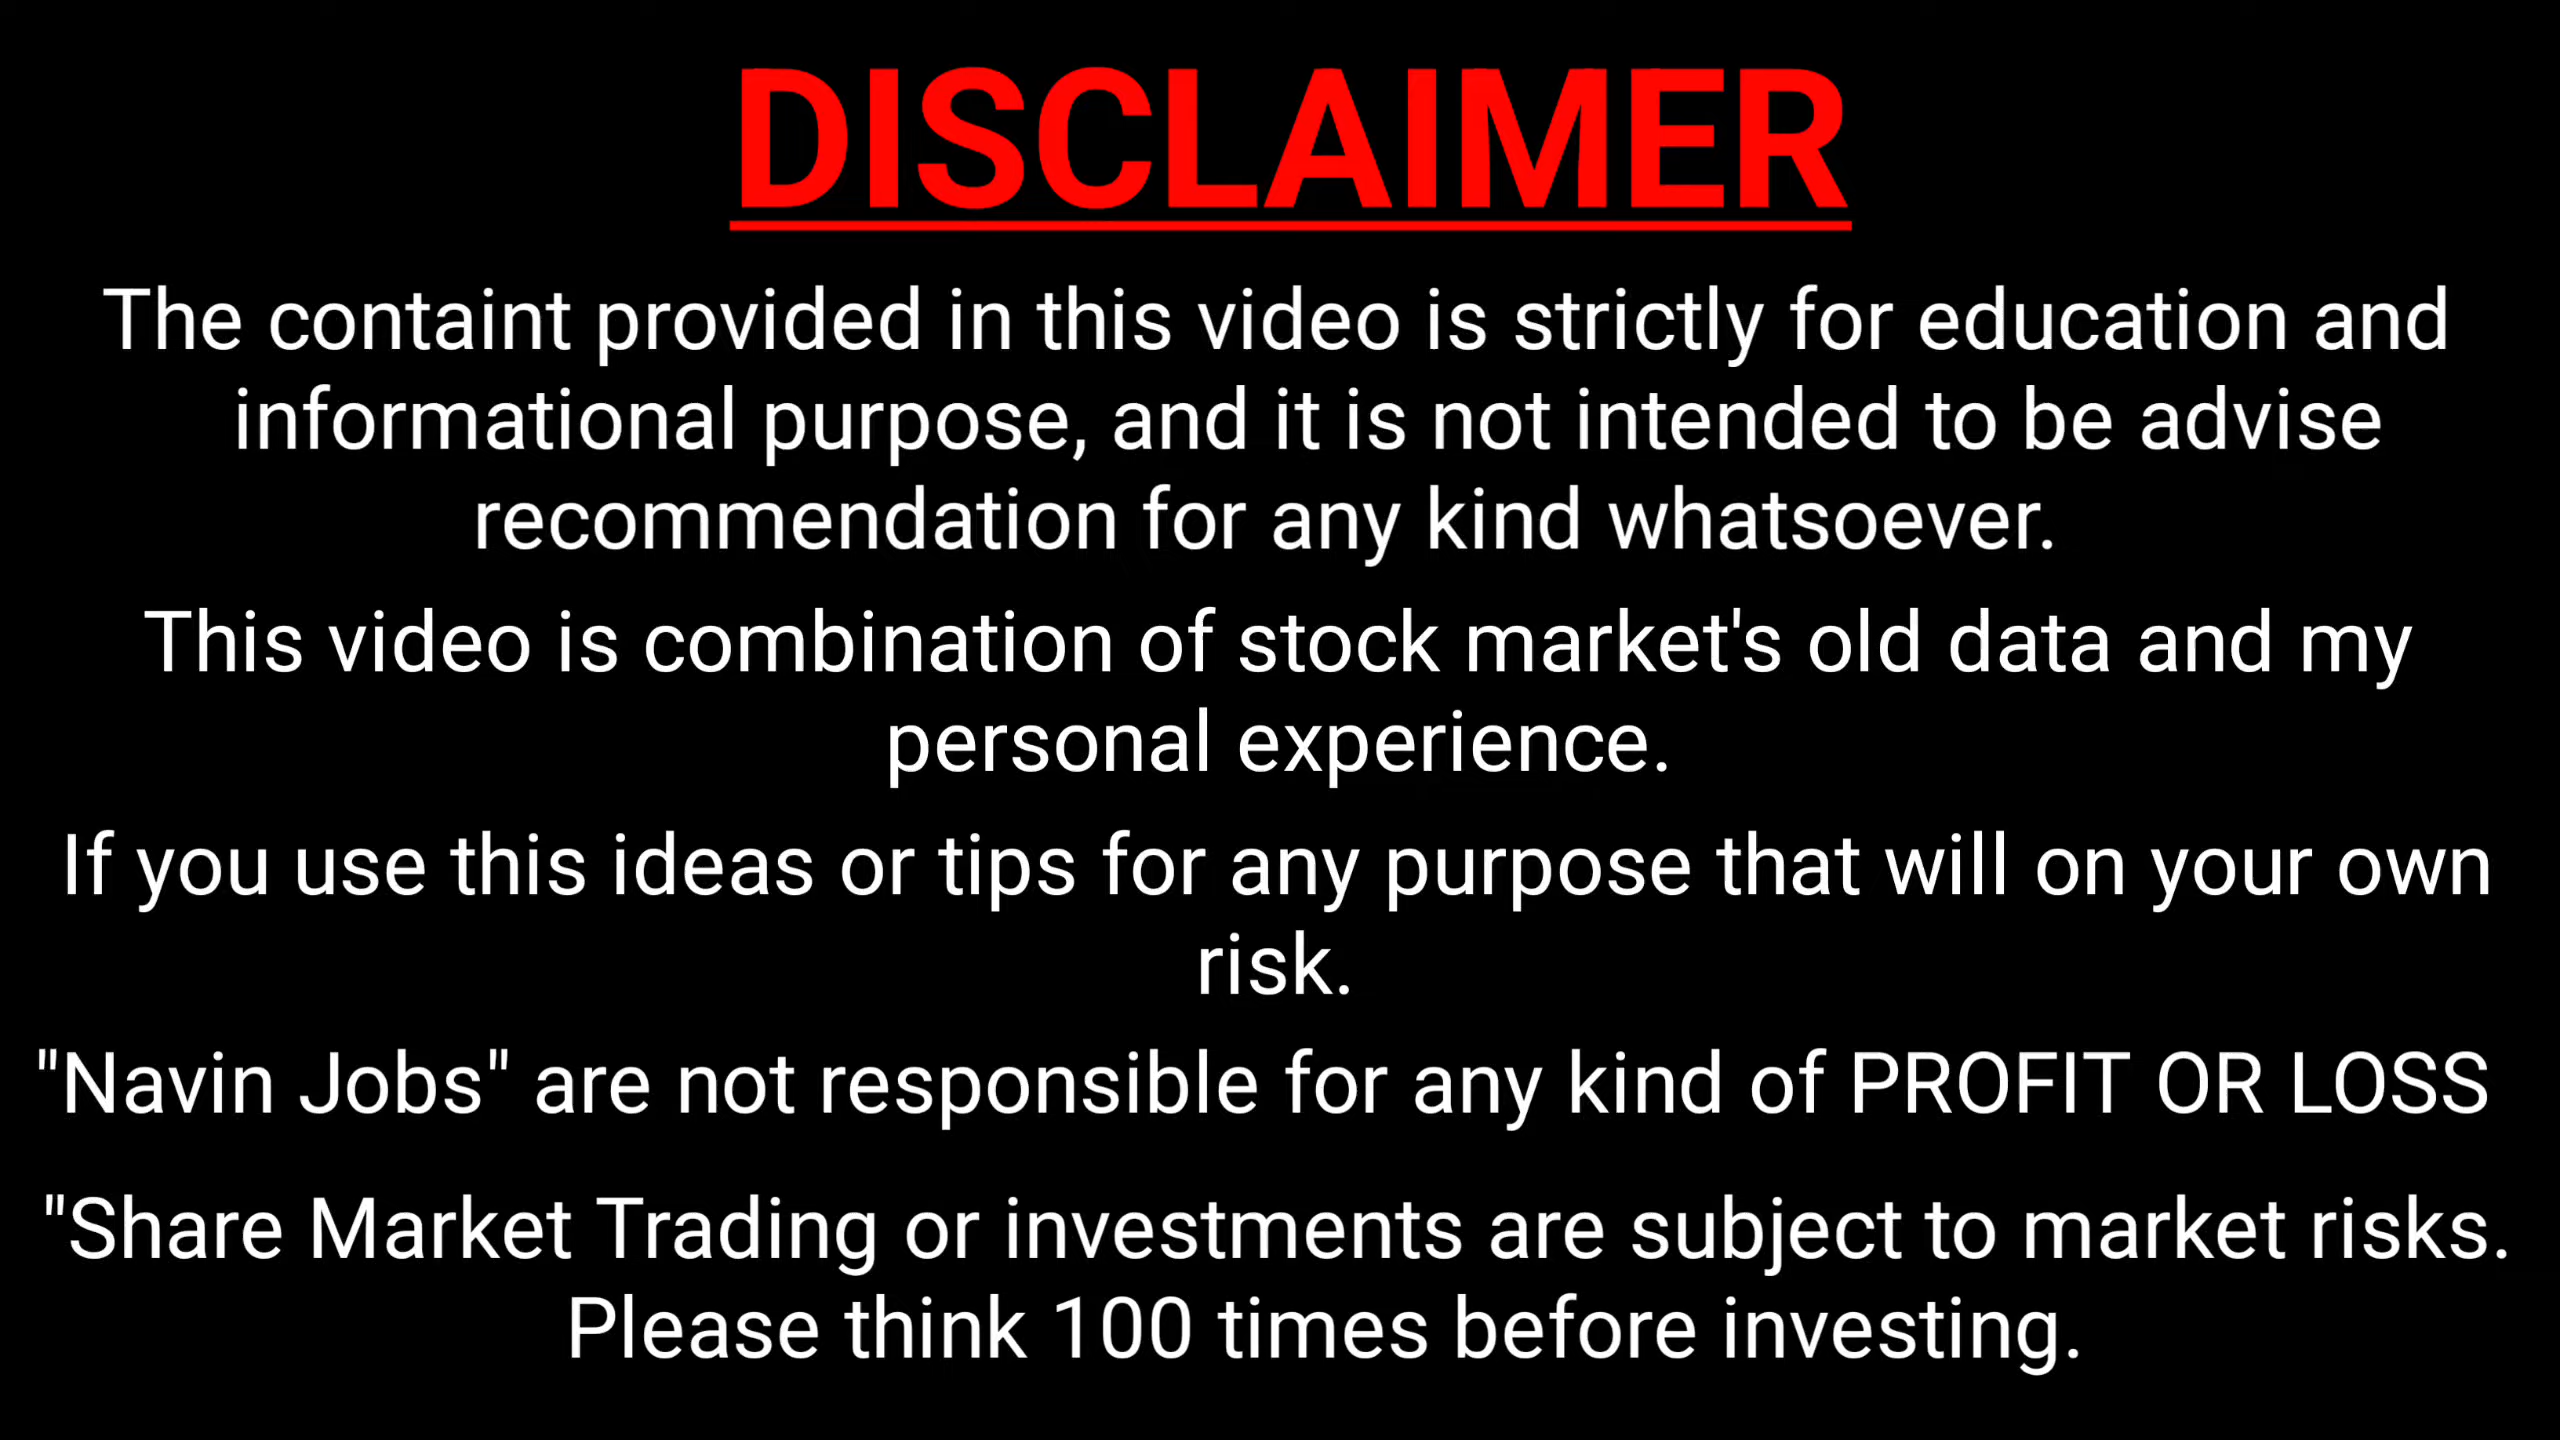 DISCLAIMER
The containt provided in this video is strictly for education and
informational purpose, and it is not intended to be advise
recommendation for any kind whatsoever.
This video is combination of stock market's old data and my
personal experience.
If you use this ideas or tips for any purpose that will on your own
risk.
"Navin Jobs" are not responsible for any kind of PROFIT OR LOSS
"Share Market Trading or investments are subject to market risks.
Please think 100 times before investing.